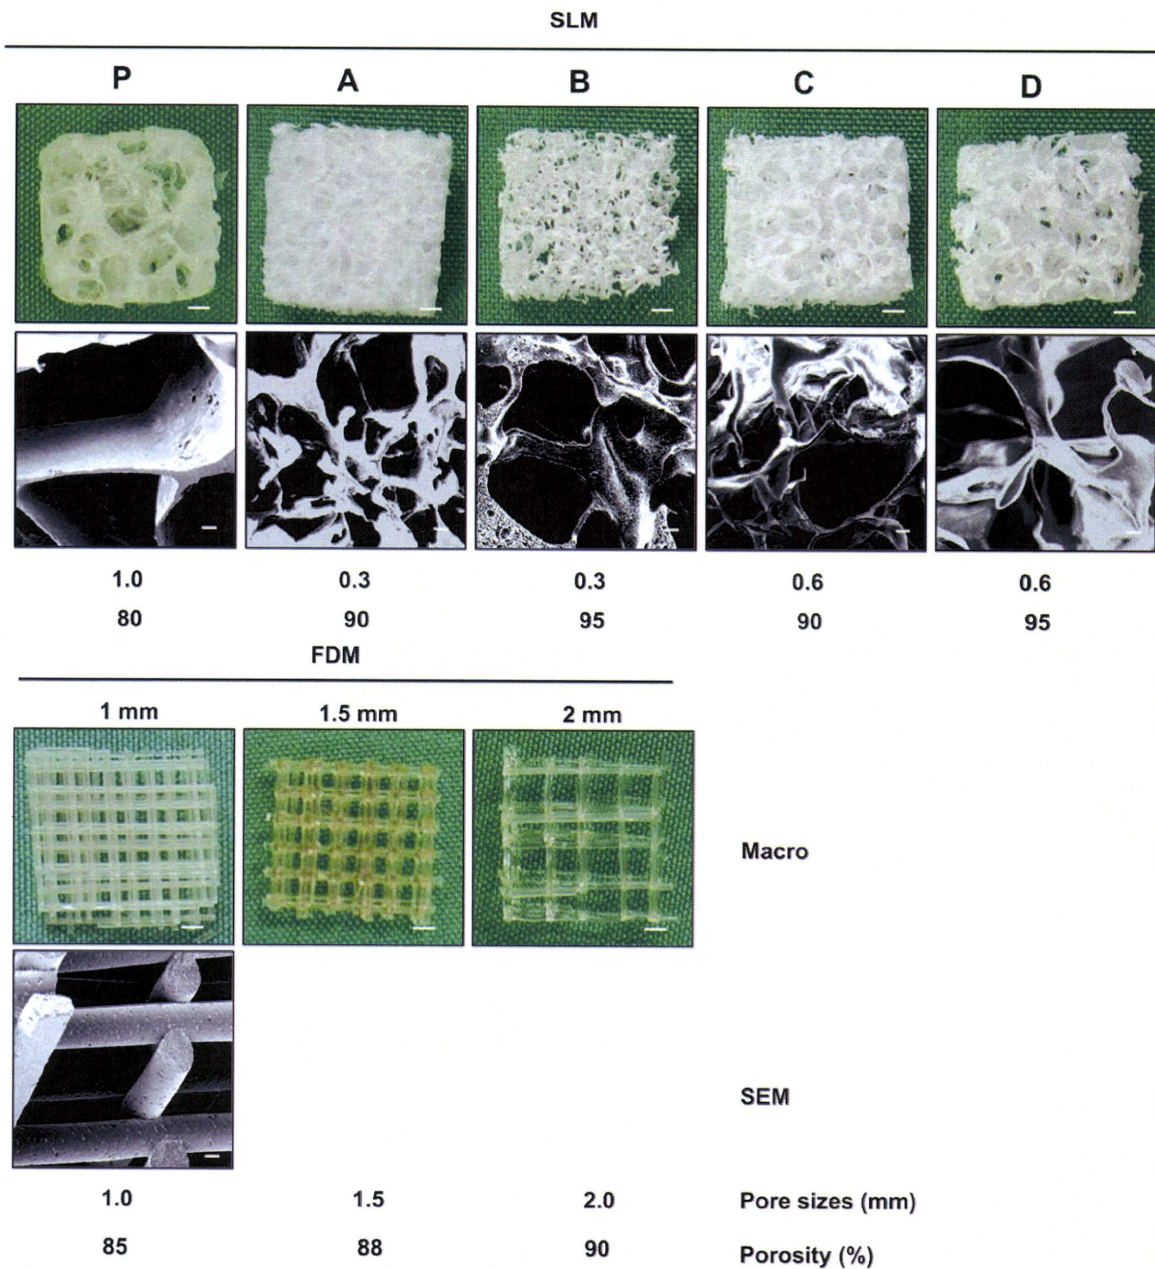 SLM
P A B C D
1.0 0.3 0.3 0.6 0.6
80 90 95 90 95
FDM
1 mm 1.5 mm 2 mm
Macro
SEM
1.0 1.5 2.0 Pore sizes (mm)
85 88 90 Porosity (%)